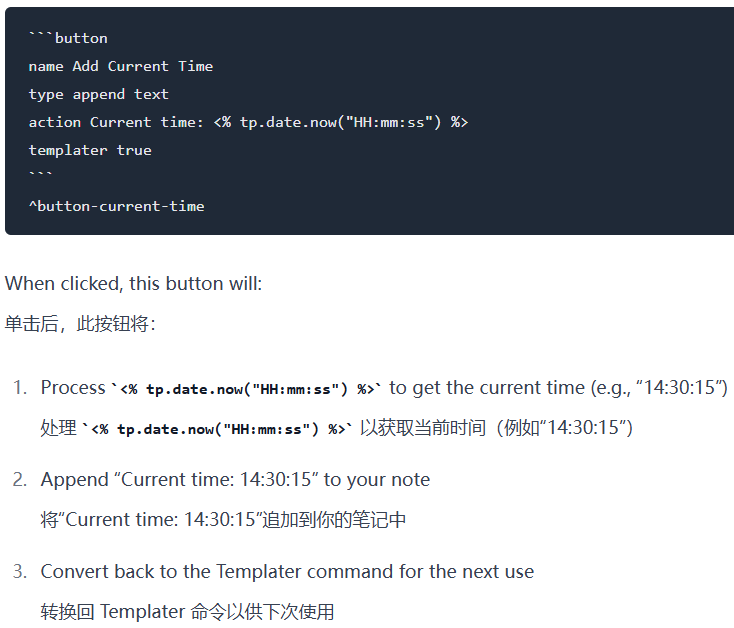 ```button
name Add Current Time
type append text
action Current time: <% tp.date.now("HH:mm:ss") %>
templater true
```
^button-current-time
When clicked, this button will:
单击后，此按钮将：
1. Process `<% tp.date.now("HH:mm:ss") %>` to get the current time (e.g., “14:30:15”)
处理 `<% tp.date.now("HH:mm:ss") %>` 以获取当前时间（例如“14:30:15”）
2. Append “Current time: 14:30:15” to your note
将“Current time: 14:30:15”追加到你的笔记中
3. Convert back to the Templater command for the next use
转换回 Templater 命令以供下次使用